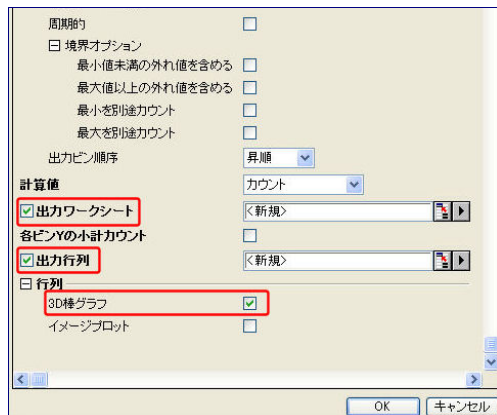 周期的
境界オプション
最小値未満の外れ値を含める
最大値以上の外れ値を含める
最小を別途カウント
最大を別途カウント
出力ビン順序 昇順
計算値 カウント
出力ワークシート <新規>
各ビンYの小計カウント
出力行列 <新規>
行列
3D棒グラフ
イメージプロット
OK キャンセル